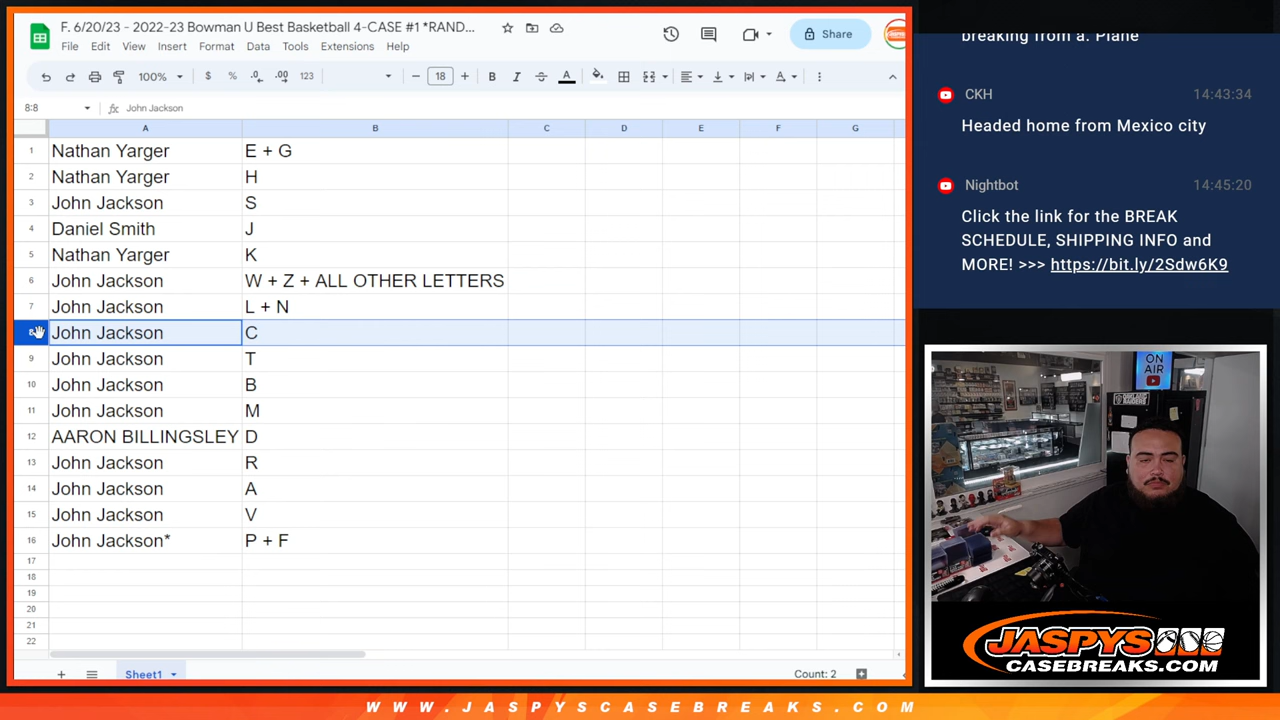 F. 6/20/23 - 2022-23 Bowman U Best Basketball 4-CASE #1 *RAND...
File Edit View Insert Format Data Tools Extensions Help
Share
100% $ % .0 .00 123 − 18 + B I A
8:8 fx John Jackson
A B C D E F G
1 Nathan Yarger E + G
2 Nathan Yarger H
3 John Jackson S
4 Daniel Smith J
5 Nathan Yarger K
6 John Jackson W + Z + ALL OTHER LETTERS
7 John Jackson L + N
8 John Jackson C
9 John Jackson T
10 John Jackson B
11 John Jackson M
12 AARON BILLINGSLEY D
13 John Jackson R
14 John Jackson A
15 John Jackson V
16 John Jackson* P + F
17
18
19
20
21
22
+ Sheet1 Count: 2
breaking from a. Plane
CKH 14:43:34
Headed home from Mexico city
Nightbot 14:45:20
Click the link for the BREAK
SCHEDULE, SHIPPING INFO and
MORE! >>> https://bit.ly/2Sdw6K9
ON
AIR
JASPYS
CASEBREAKS.COM
WWW.JASPYSCASEBREAKS.COM